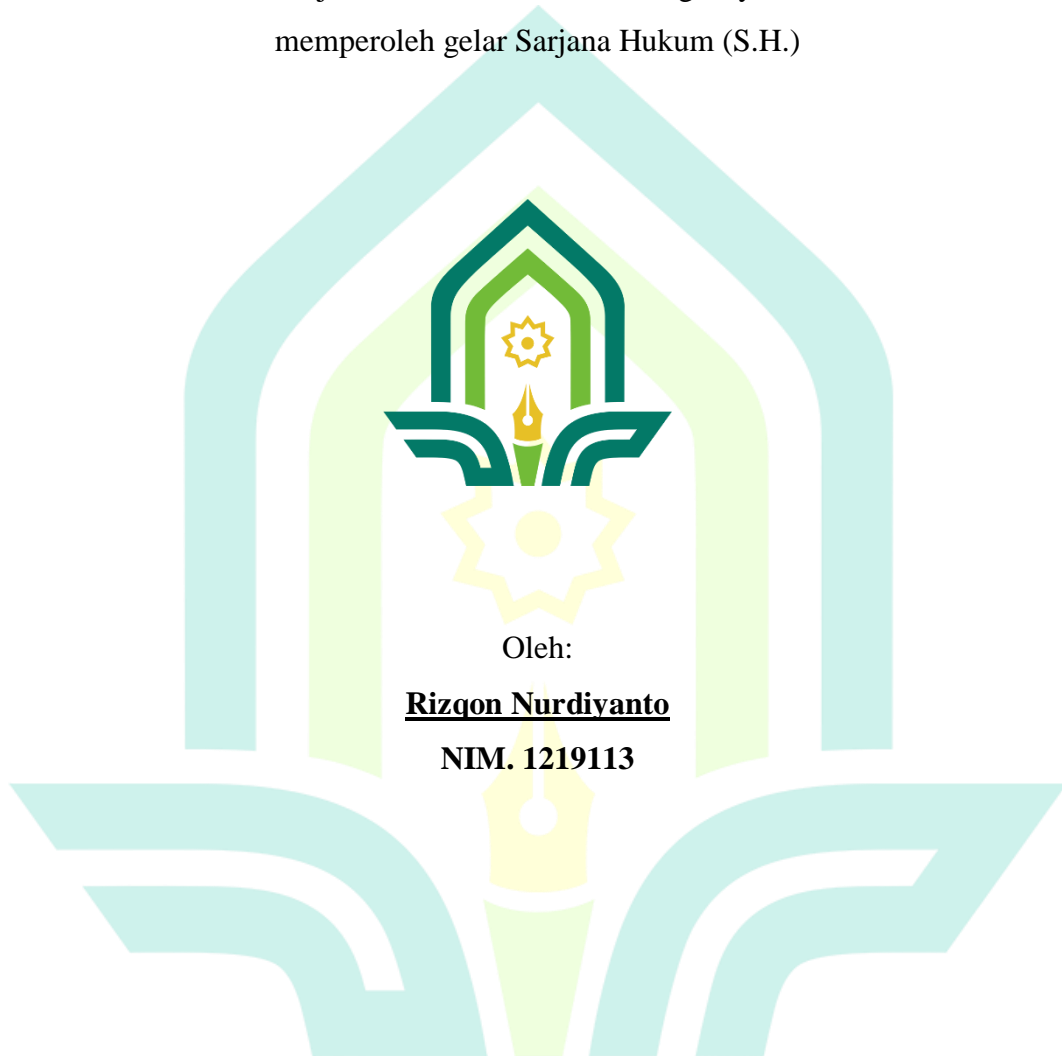 memperoleh gelar Sarjana Hukum (S.H.)
Oleh:
Rizqon Nurdiyanto
NIM. 1219113